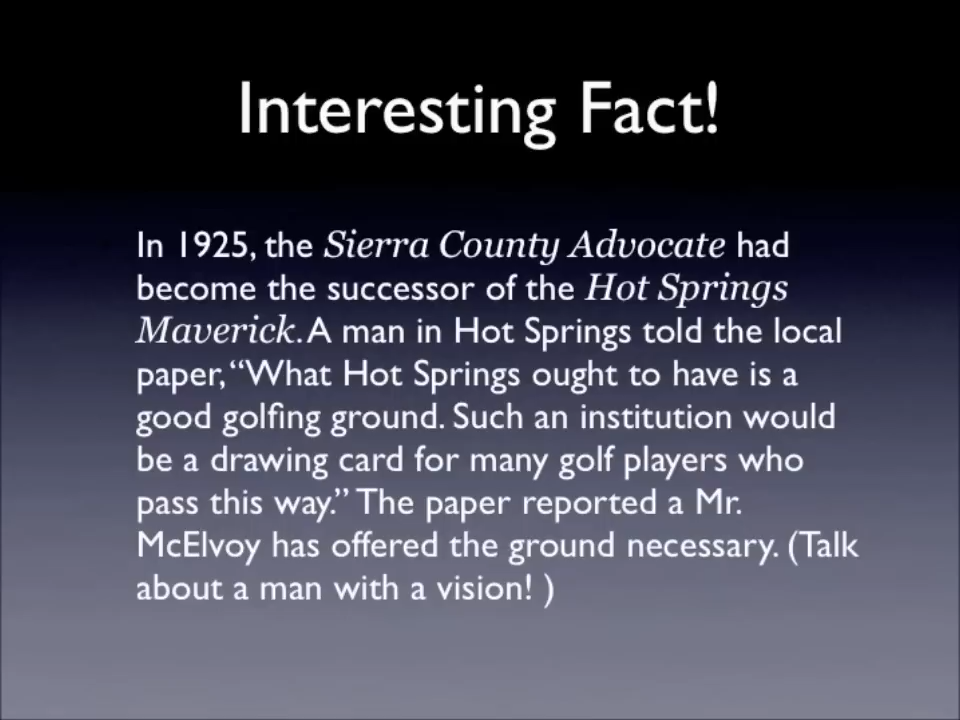 Interesting Fact!
In 1925, the Sierra County Advocate had
become the successor of the Hot Springs
Maverick. A man in Hot Springs told the local
paper, “What Hot Springs ought to have is a
good golfing ground. Such an institution would
be a drawing card for many golf players who
pass this way.” The paper reported a Mr.
McElvoy has offered the ground necessary. (Talk
about a man with a vision! )